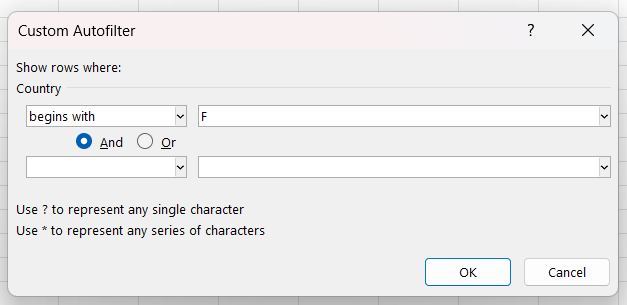 Custom Autofilter ?
Show rows where:
Country
begins with F
And Or
Use ? to represent any single character
Use * to represent any series of characters
OK Cancel